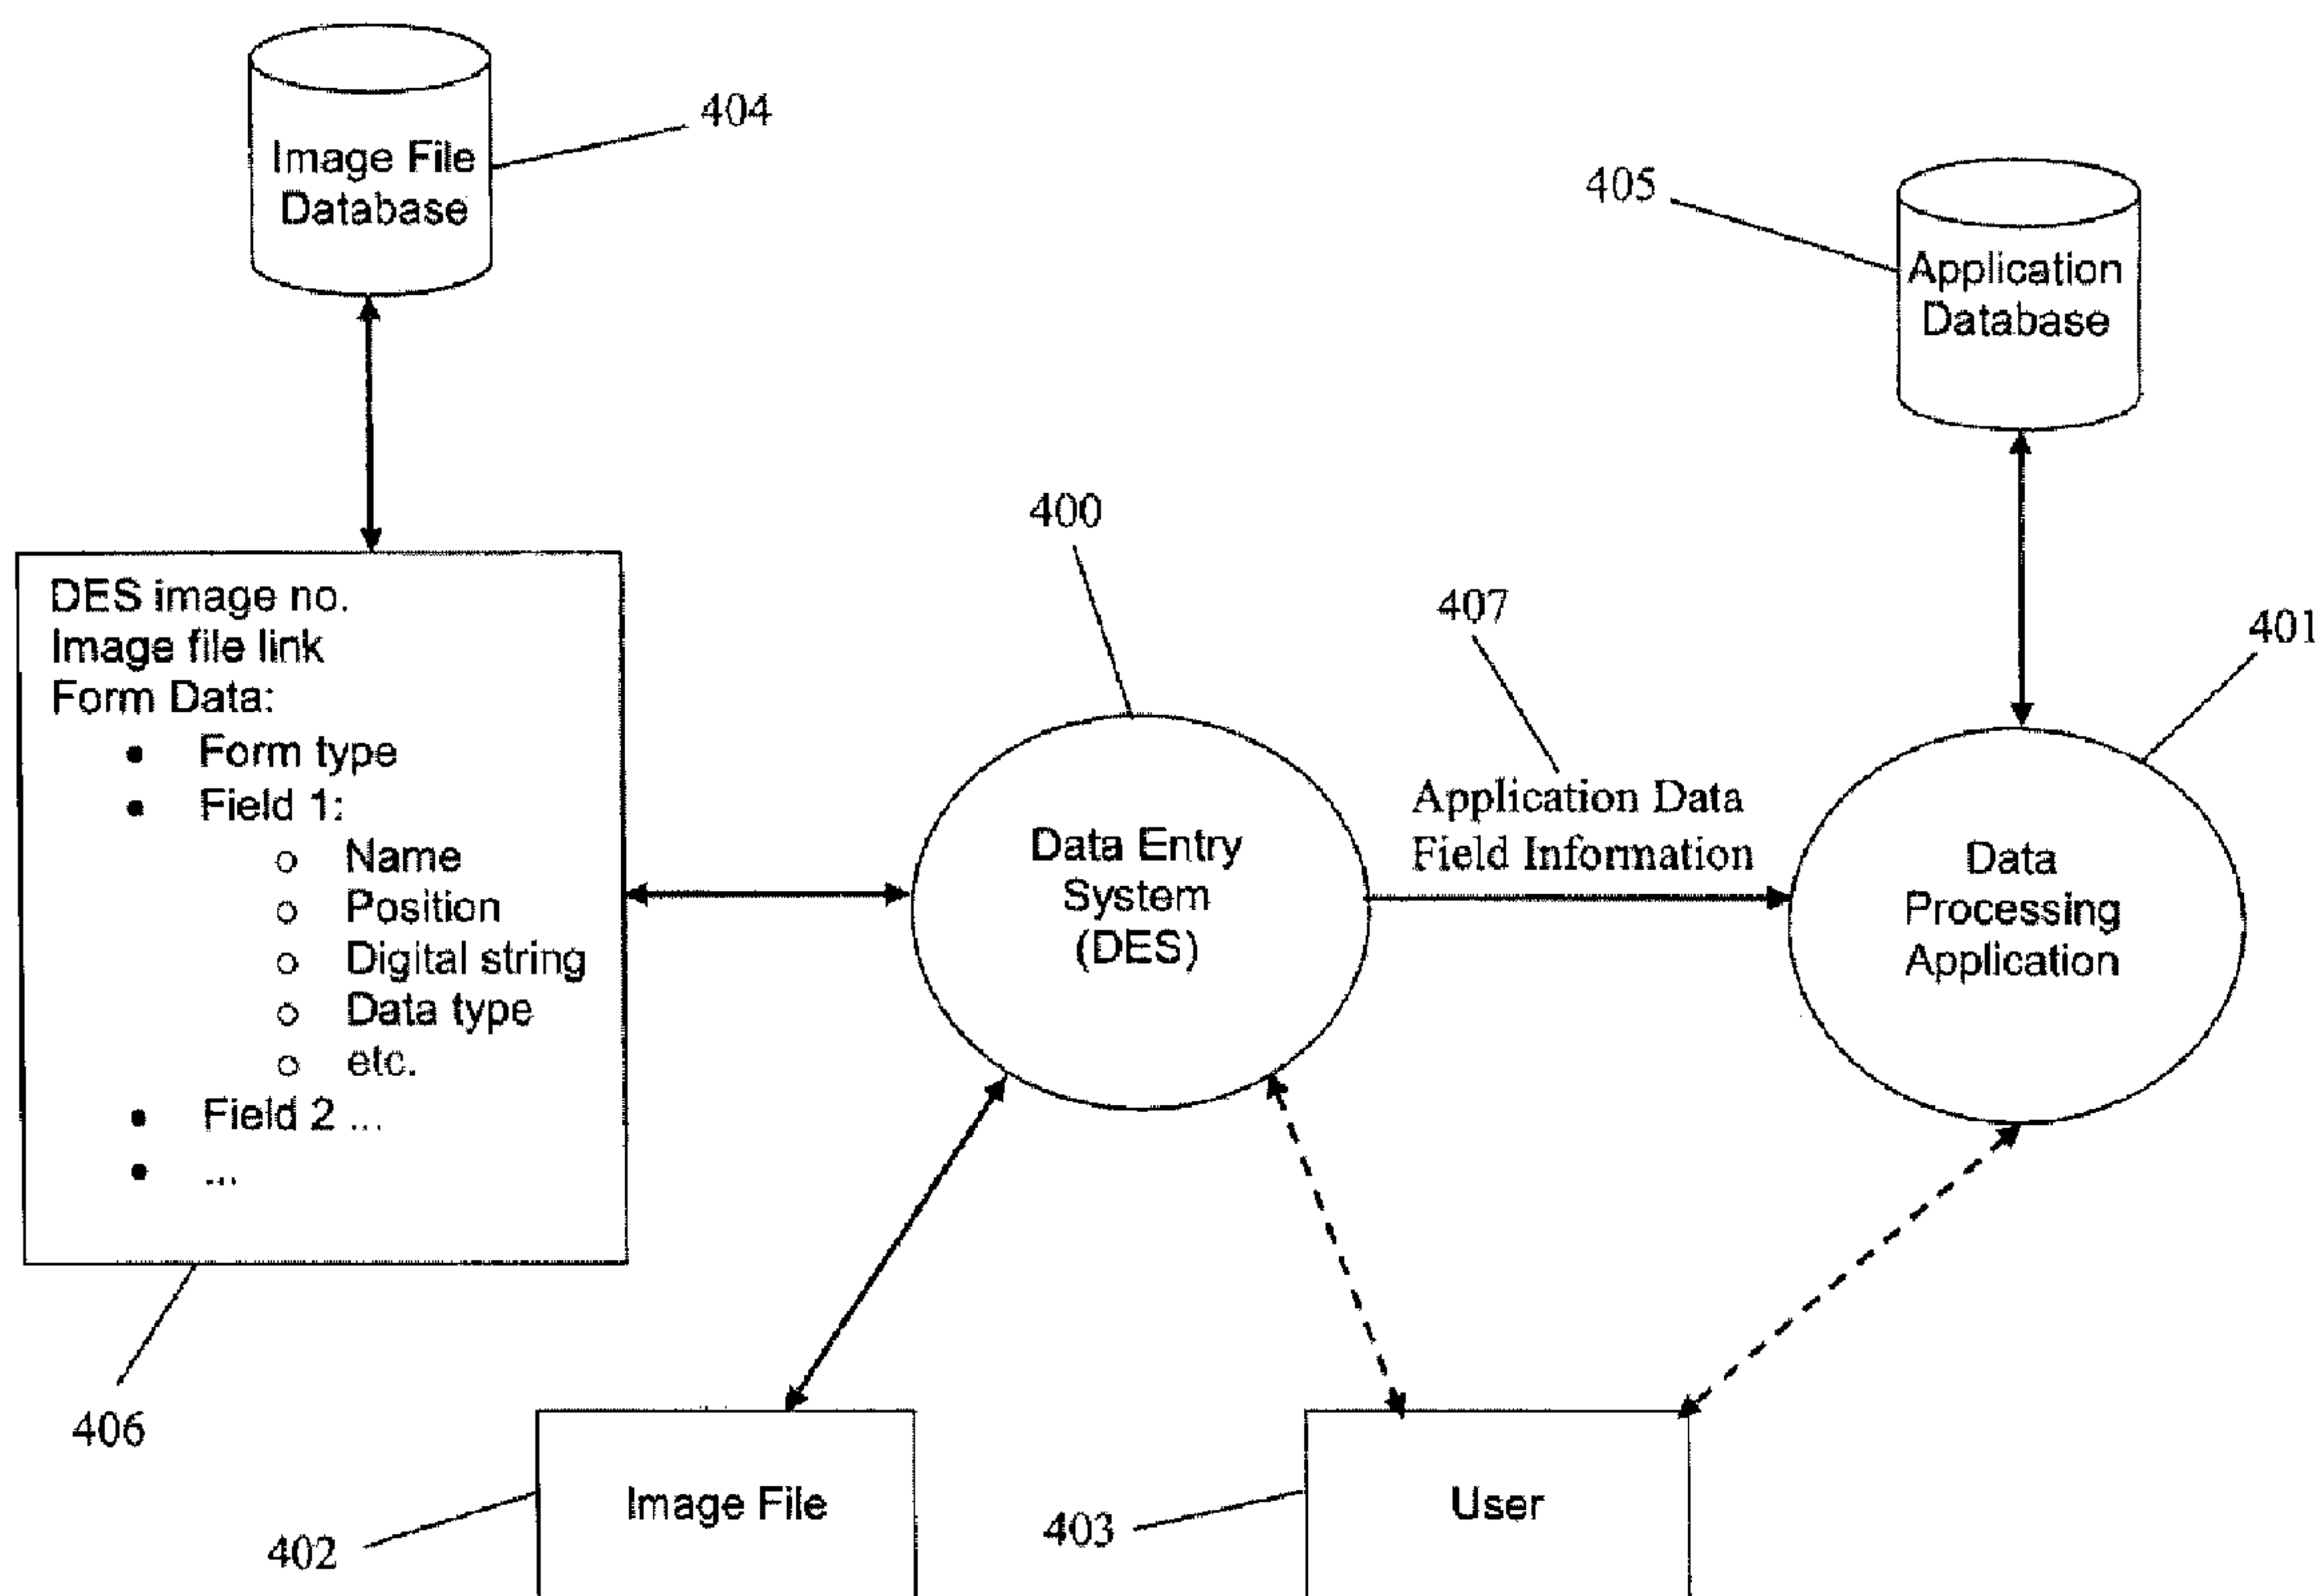 404
Image File
Database
405
Application
Database
400
407
401
DES image no.
Image file link
Form Data:
• Form type
• Field 1:
o Name
o Position
o Digital string
o Data type
o etc.
• Field 2 ...
• ...
Data Entry
System
(DES)
Application Data
Field Information
Data
Processing
Application
406
402
Image File
403
User